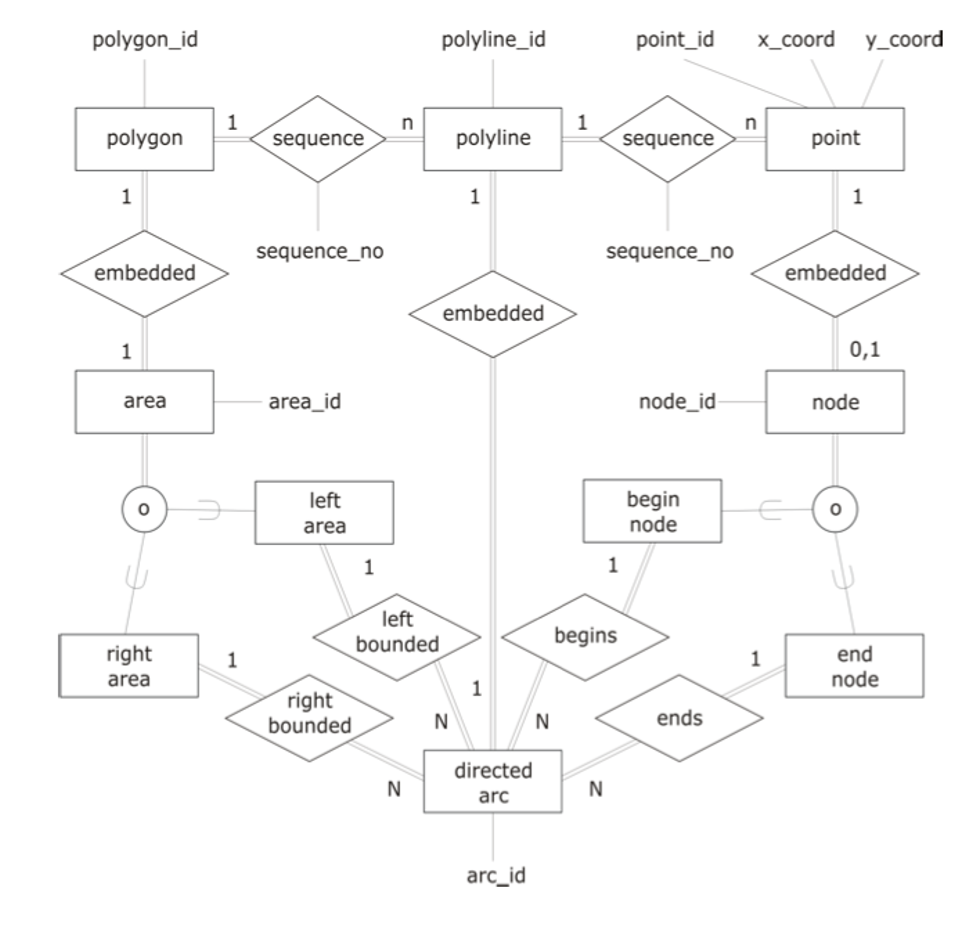 polygon_id
polyline_id
point_id
x_coord
y_coord
polygon
1
sequence
n
polyline
1
sequence
n
point
1
1
1
sequence_no
sequence_no
embedded
embedded
embedded
1
0,1
area
area_id
node_id
node
o
left
area
begin
node
o
1
1
left
bounded
begins
right
area
1
1
end
node
1
right
bounded
ends
N
N
directed
arc
N
N
arc_id